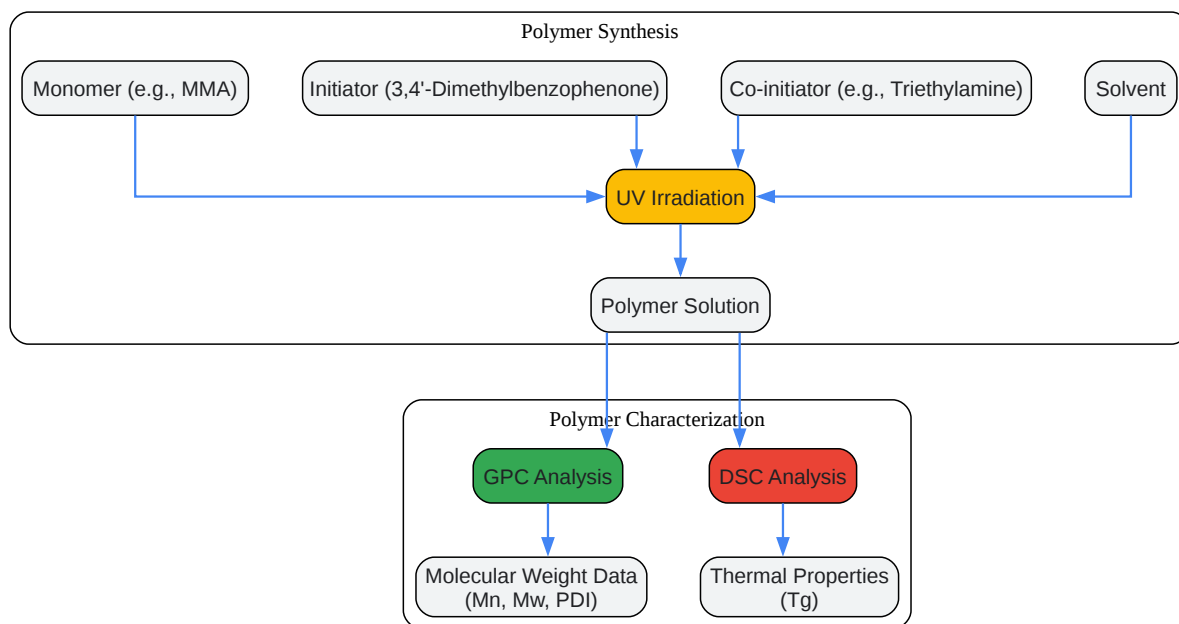 Polymer Synthesis
Monomer (e.g., MMA)
Initiator (3,4'-Dimethylbenzophenone)
Co-initiator (e.g., Triethylamine)
Solvent
UV Irradiation
Polymer Solution
Polymer Characterization
GPC Analysis
DSC Analysis
Molecular Weight Data
(Mn, Mw, PDI)
Thermal Properties
(Tg)